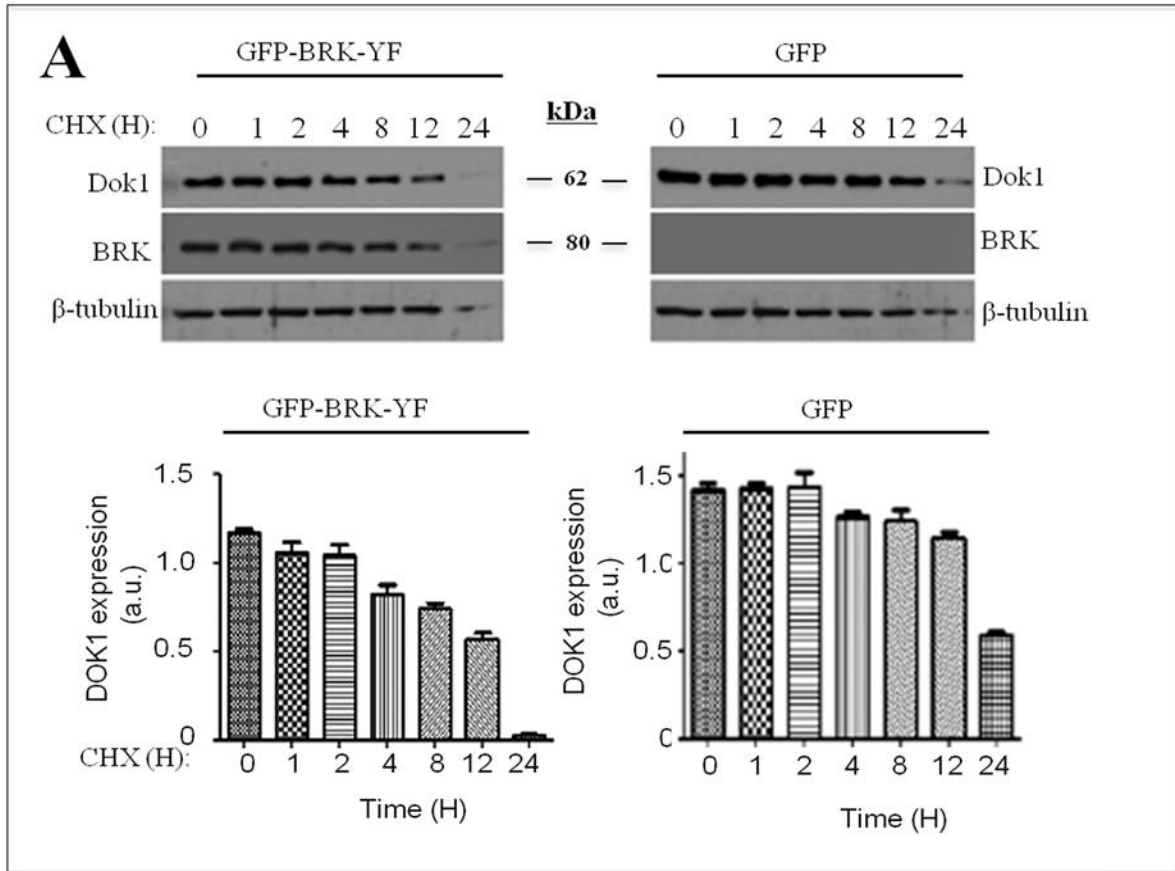 A
GFP-BRK-YF
GFP
CHX (H): 0 1 2 4 8 12 24
kDa
0 1 2 4 8 12 24
Dok1
62
Dok1
BRK
80
BRK
β-tubulin
β-tubulin
GFP-BRK-YF
GFP
DOK1 expression
(a.u.)
1.5
1.0
0.5
0
CHX (H): 0 1 2 4 8 12 24
Time (H)
DOK1 expression
(a.u.)
1.5
1.0
0.5
0 1 2 4 8 12 24
Time (H)